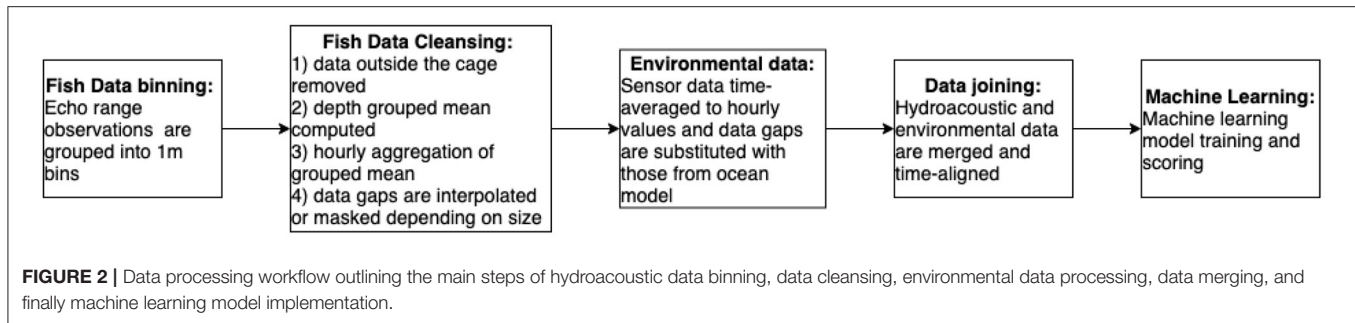 Fish Data binning:
Echo range
observations are
grouped into 1m
bins
Fish Data Cleansing:
1) data outside the cage
removed
2) depth grouped mean
computed
3) hourly aggregation of
grouped mean
4) data gaps are interpolated
or masked depending on size
Environmental data:
Sensor data time-
averaged to hourly
values and data gaps
are substituted with
those from ocean
model
Data joining:
Hydroacoustic and
environmental data
are merged and
time-aligned
Machine Learning:
Machine learning
model training and
scoring
FIGURE 2 | Data processing workflow outlining the main steps of hydroacoustic data binning, data cleansing, environmental data processing, data merging, and
finally machine learning model implementation.